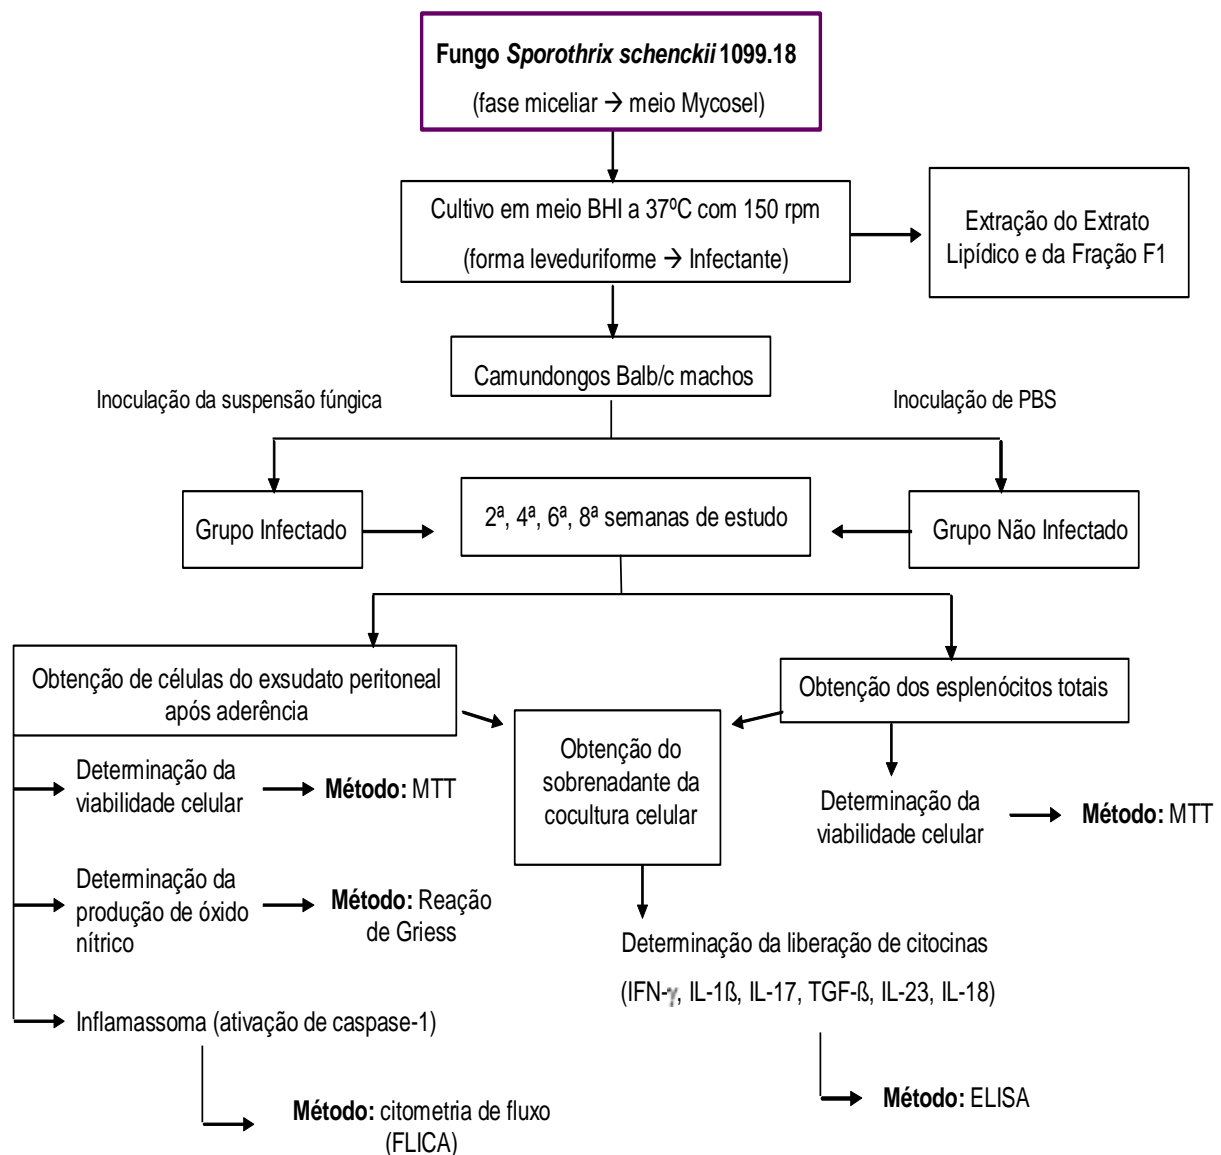 Fungo Sporothrix schenckii 1099.18
(fase miceliar → meio Mycosel)
Cultivo em meio BHI a 37ºC com 150 rpm
(forma leveduriforme → Infectante)
Extração do Extrato
Lipídico e da Fração F1
Camundongos Balb/c machos
Inoculação da suspensão fúngica
Inoculação de PBS
Grupo Infectado
2ª, 4ª, 6ª, 8ª semanas de estudo
Grupo Não Infectado
Obtenção de células do exsudato peritoneal
após aderência
Obtenção dos esplenócitos totais
Obtenção do
sobrenadante da
cocultura celular
Determinação da
viabilidade celular
Método: MTT
Determinação da
viabilidade celular
Método: MTT
Determinação da
produção de óxido
nítrico
Método: Reação
de Griess
Determinação da liberação de citocinas
(IFN-γ, IL-1ß, IL-17, TGF-ß, IL-23, IL-18)
Inflamassoma (ativação de caspase-1)
Método: ELISA
Método: citometria de fluxo
(FLICA)